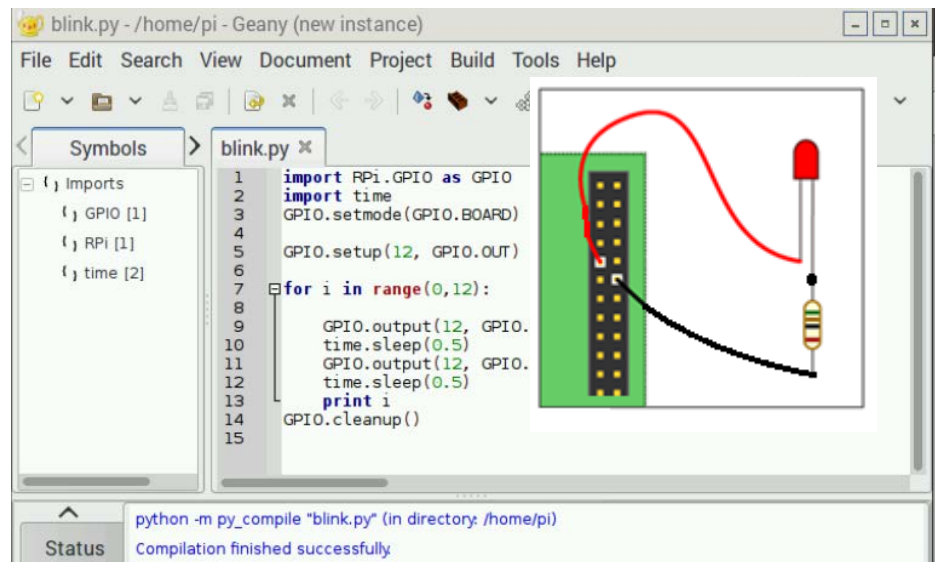 blink.py - /home/pi - Geany (new instance)
File Edit Search View Document Project Build Tools Help
Symbols
blink.py
Imports
GPIO [1]
RPi [1]
time [2]
1 import RPi.GPIO as GPIO
2 import time
3 GPIO.setmode(GPIO.BOARD)
4
5 GPIO.setup(12, GPIO.OUT)
6
7 for i in range(0,12):
8
9 GPIO.output(12, GPIO.
10 time.sleep(0.5)
11 GPIO.output(12, GPIO.
12 time.sleep(0.5)
13 print i
14 GPIO.cleanup()
15
Status
python -m py_compile "blink.py" (in directory: /home/pi)
Compilation finished successfully.